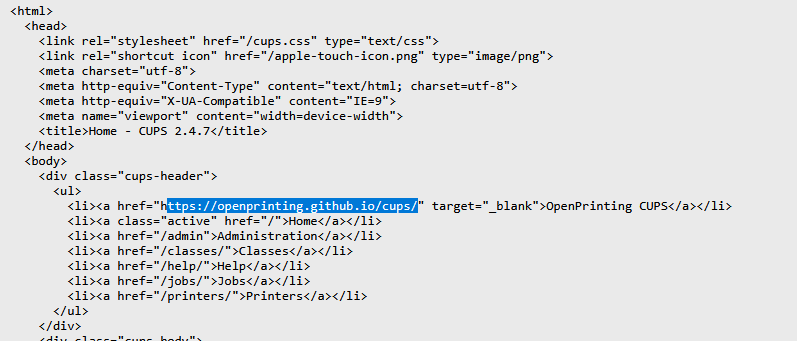 <html>
<head>
<link rel="stylesheet" href="/cups.css" type="text/css">
<link rel="shortcut icon" href="/apple-touch-icon.png" type="image/png">
<meta charset="utf-8">
<meta http-equiv="Content-Type" content="text/html; charset=utf-8">
<meta http-equiv="X-UA-Compatible" content="IE=9">
<meta name="viewport" content="width=device-width">
<title>Home - CUPS 2.4.7</title>
</head>
<body>
<div class="cups-header">
<ul>
<li><a href="https://openprinting.github.io/cups/" target="_blank">OpenPrinting CUPS</a></li>
<li><a class="active" href="/">Home</a></li>
<li><a href="/admin">Administration</a></li>
<li><a href="/classes/">Classes</a></li>
<li><a href="/help/">Help</a></li>
<li><a href="/jobs/">Jobs</a></li>
<li><a href="/printers/">Printers</a></li>
</ul>
</div>
<div class="cups-body">